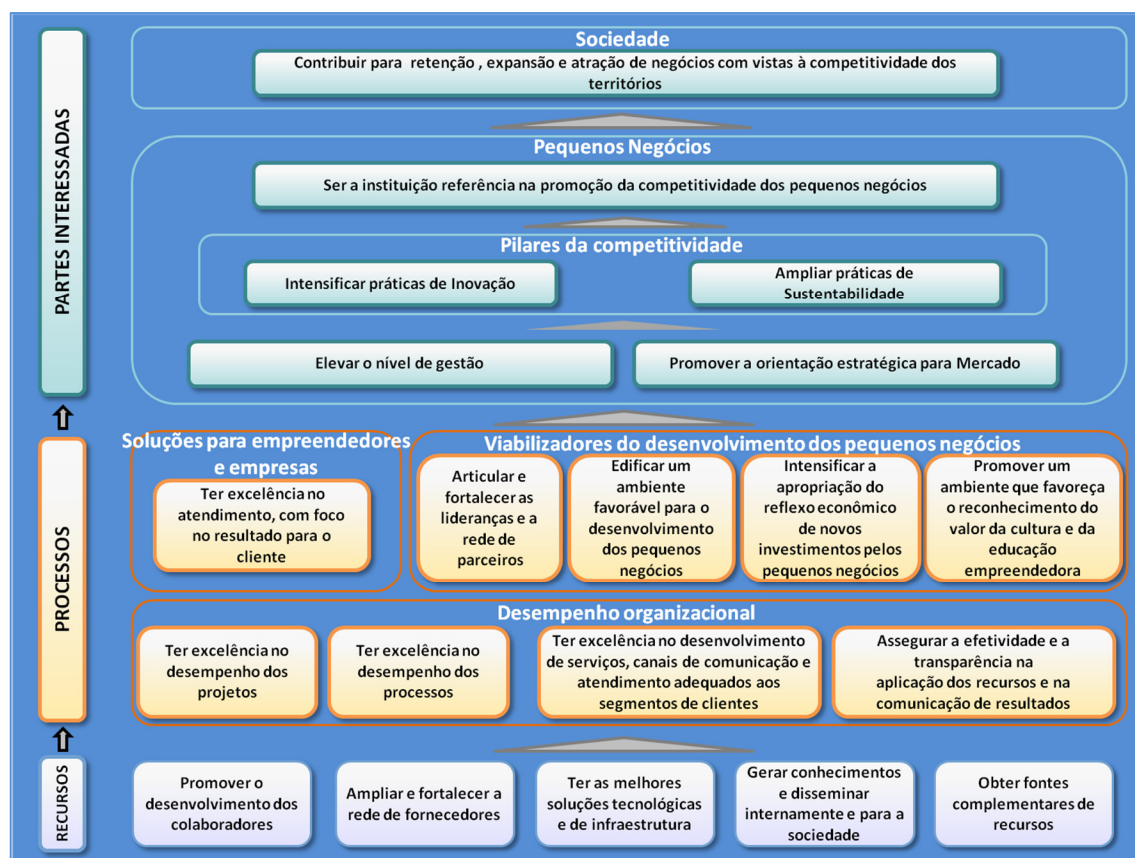 PARTES INTERESSADAS
Sociedade
Contribuir para retenção , expansão e atração de negócios com vistas à competitividade dos
territórios
Pequenos Negócios
Ser a instituição referência na promoção da competitividade dos pequenos negócios
Pilares da competitividade
Intensificar práticas de Inovação
Ampliar práticas de
Sustentabilidade
Elevar o nível de gestão
Promover a orientação estratégica para Mercado
PROCESSOS
Soluções para empreendedores
e empresas
Ter excelência no
atendimento, com foco
no resultado para o
cliente
Viabilizadores do desenvolvimento dos pequenos negócios
Articular e
fortalecer as
lideranças e a
rede de
parceiros
Edificar um
ambiente
favorável para o
desenvolvimento
dos pequenos
negócios
Intensificar a
apropriação do
reflexo econômico
de novos
investimentos pelos
pequenos negócios
Promover um
ambiente que favoreça
o reconhecimento do
valor da cultura e da
educação
empreendedora
Desempenho organizacional
Ter excelência no
desempenho dos
projetos
Ter excelência no
desempenho dos
processos
Ter excelência no desenvolvimento
de serviços, canais de comunicação e
atendimento adequados aos
segmentos de clientes
Assegurar a efetividade e a
transparência na
aplicação dos recursos e na
comunicação de resultados
RECURSOS
Promover o
desenvolvimento dos
colaboradores
Ampliar e fortalecer a
rede de fornecedores
Ter as melhores
soluções tecnológicas
e de infraestrutura
Gerar conhecimentos
e disseminar
internamente e para a
sociedade
Obter fontes
complementares de
recursos